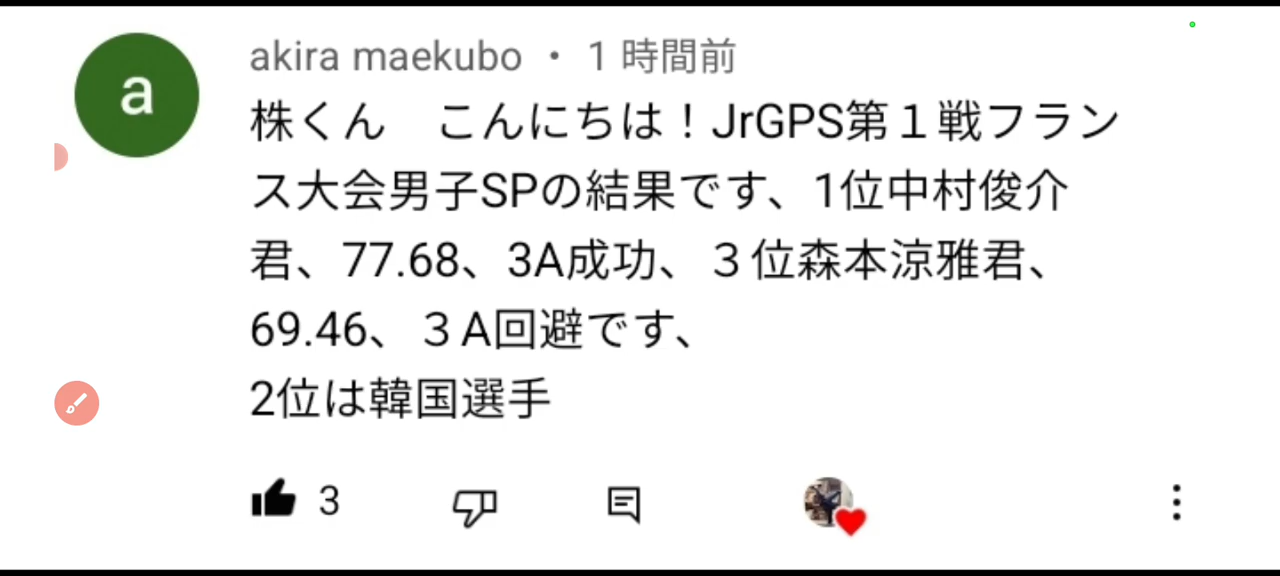 a
akira maekubo ・ 1 時間前
株くん　こんにちは！JrGPS第１戦フラン
ス大会男子SPの結果です、1位中村俊介
君、77.68、3A成功、３位森本涼雅君、
69.46、３A回避です、
2位は韓国選手
3